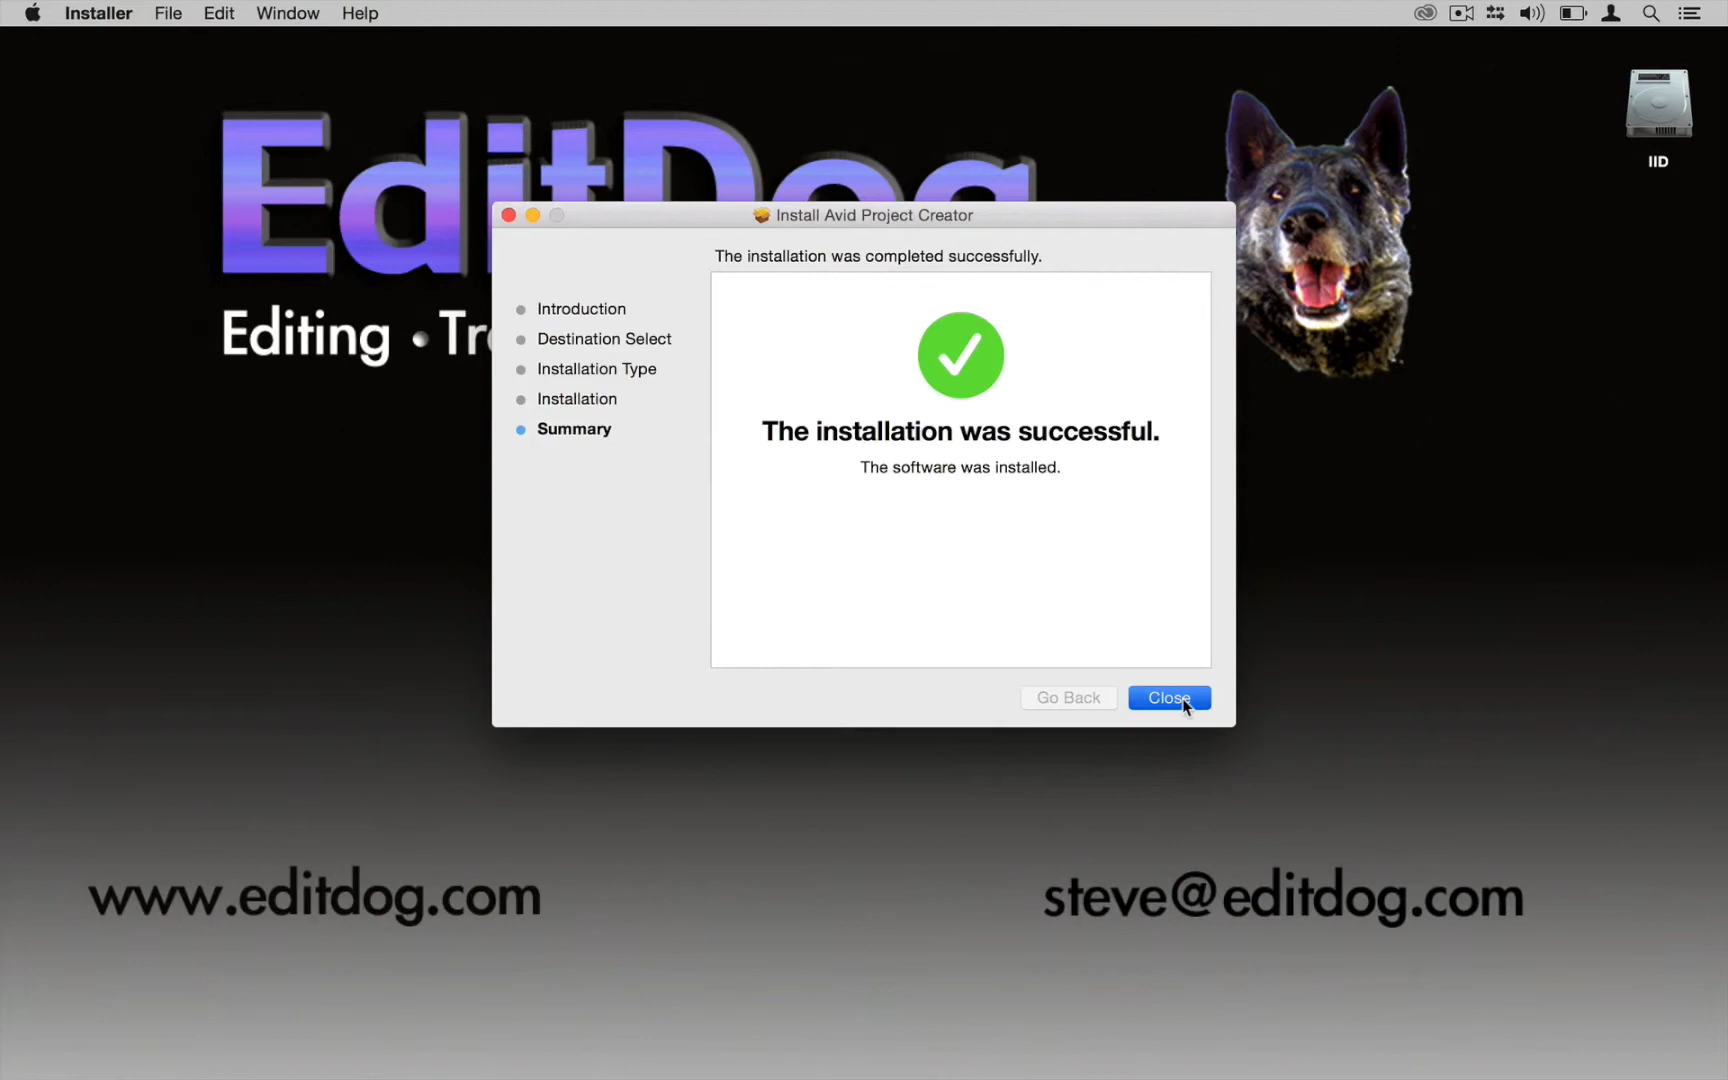 Installer File Edit Window Help
EditDog
Editing • Tr
IID
Install Avid Project Creator
The installation was completed successfully.
Introduction
Destination Select
Installation Type
Installation
Summary
The installation was successful.
The software was installed.
Go Back Close
www.editdog.com
steve@editdog.com